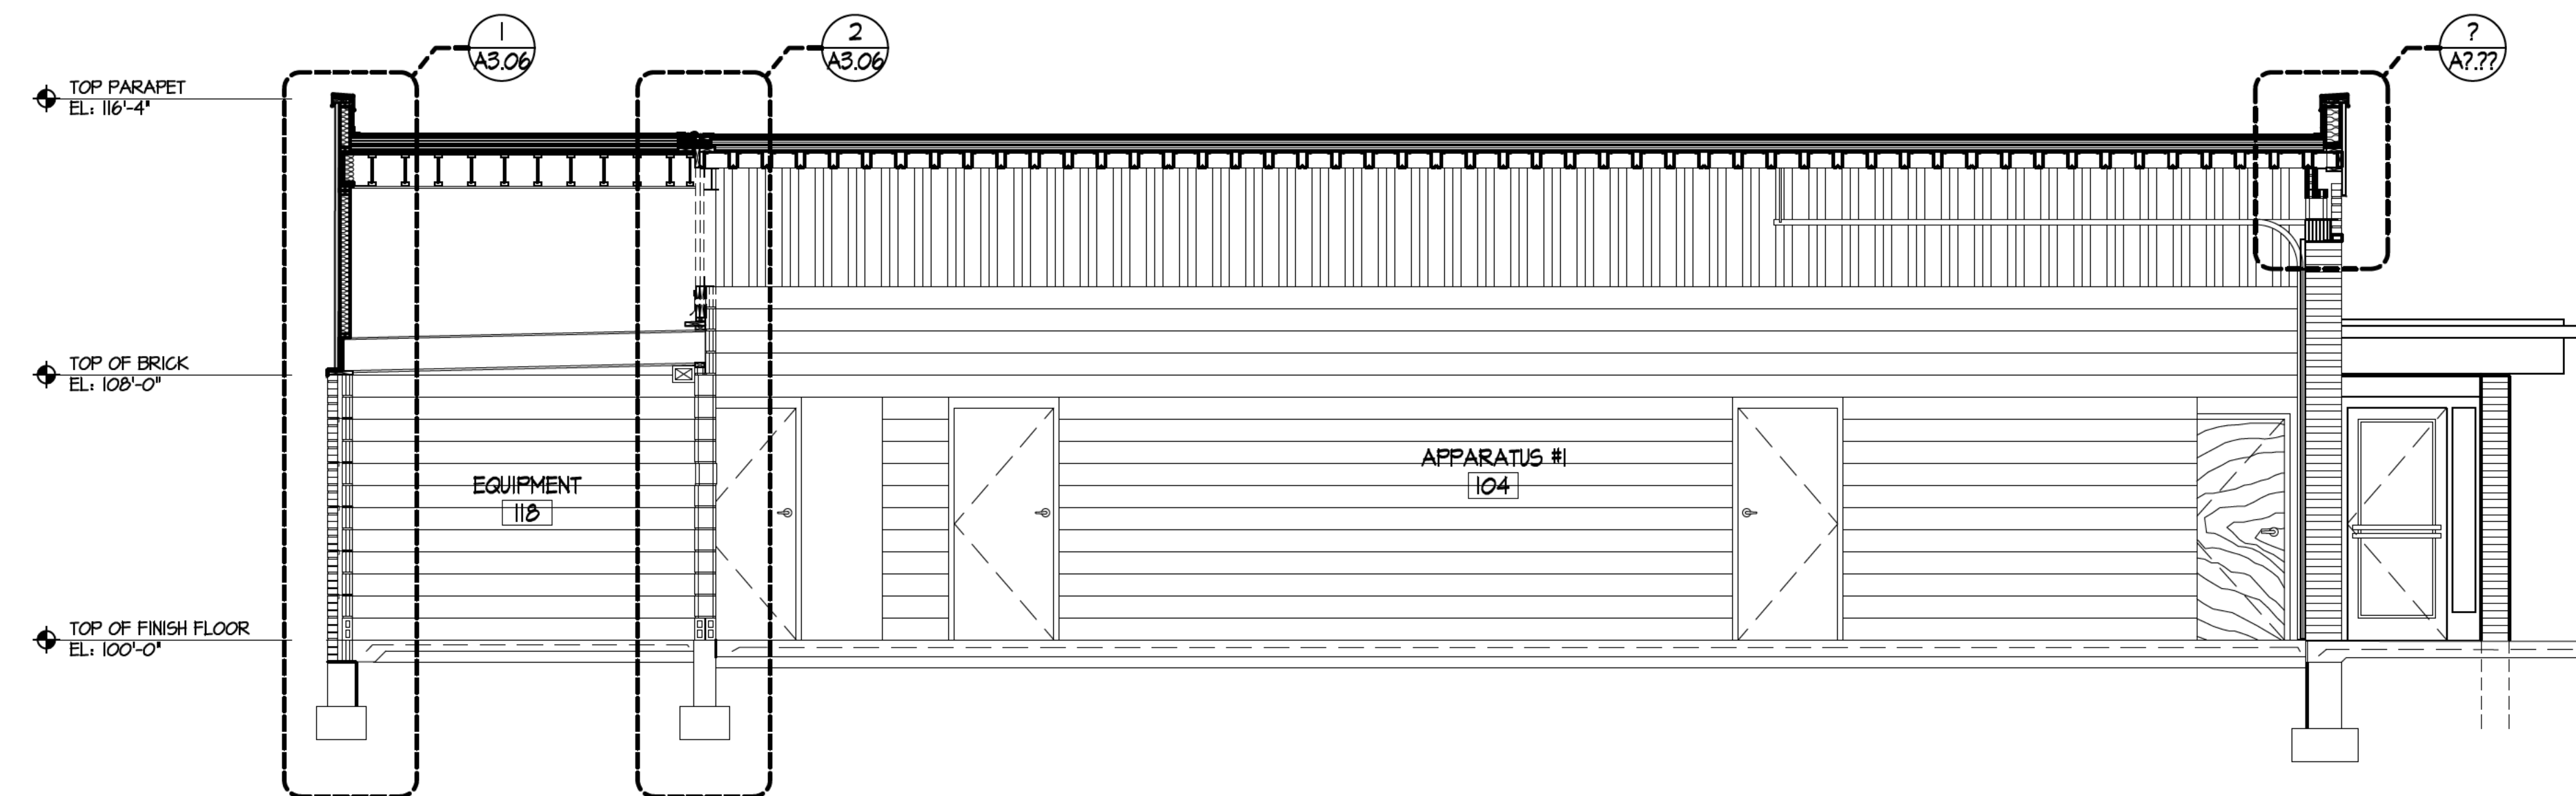 1
A3.06
2
A3.06
?
A?.??
TOP PARAPET
EL: 116'-4"
TOP OF BRICK
EL: 108'-0"
EQUIPMENT
118
APPARATUS #1
104
TOP OF FINISH FLOOR
EL: 100'-0"